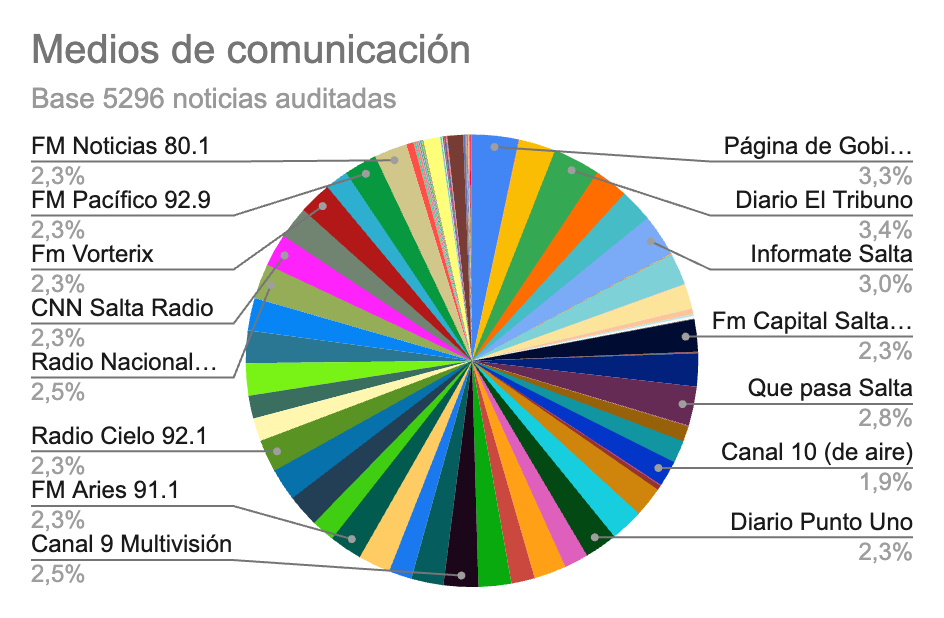 Medios de comunicación
Base 5296 noticias auditadas
FM Noticias 80.1
2,3%
FM Pacífico 92.9
2,3%
Fm Vorterix
2,3%
CNN Salta Radio
2,3%
Radio Nacional…
2,5%
Radio Cielo 92.1
2,3%
FM Aries 91.1
2,3%
Canal 9 Multivisión
2,5%
Página de Gobi…
3,3%
Diario El Tribuno
3,4%
Informate Salta
3,0%
Fm Capital Salta…
2,3%
Que pasa Salta
2,8%
Canal 10 (de aire)
1,9%
Diario Punto Uno
2,3%